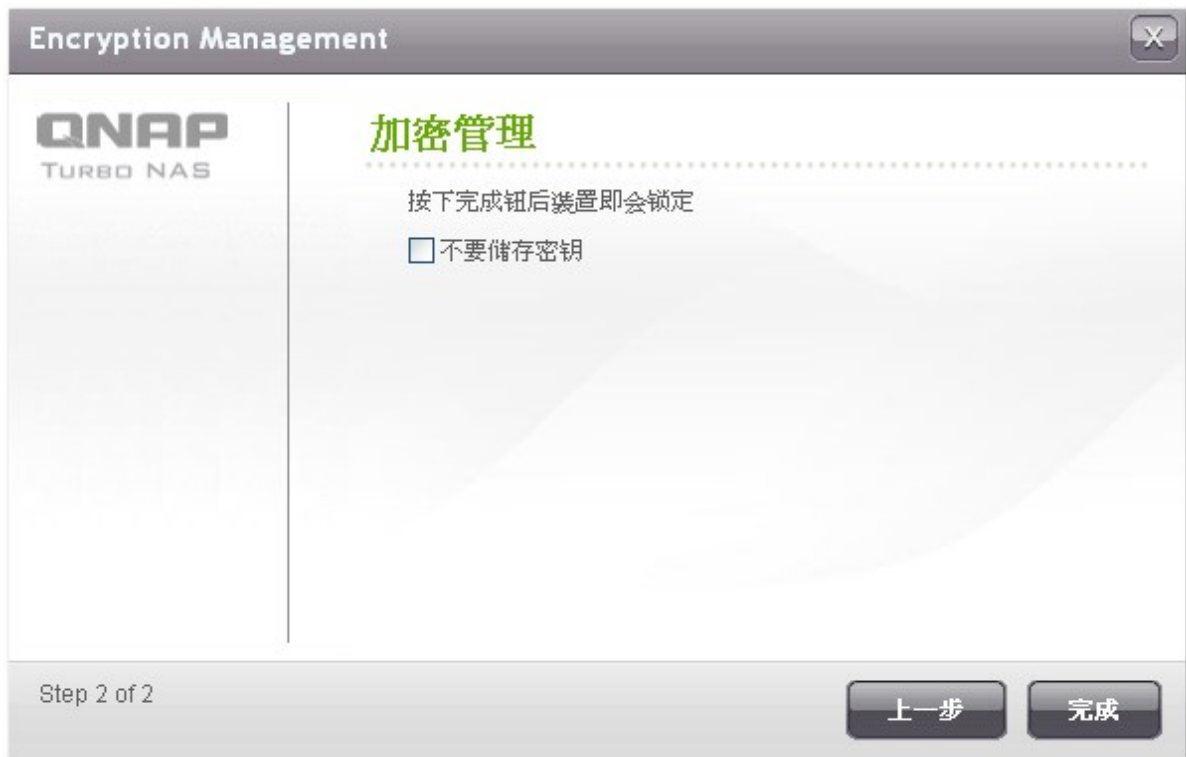 Encryption Management
X
QNAP
TURBO NAS
加密管理
按下完成钮后装置即会锁定
不要储存密钥
Step 2 of 2
上一步
完成